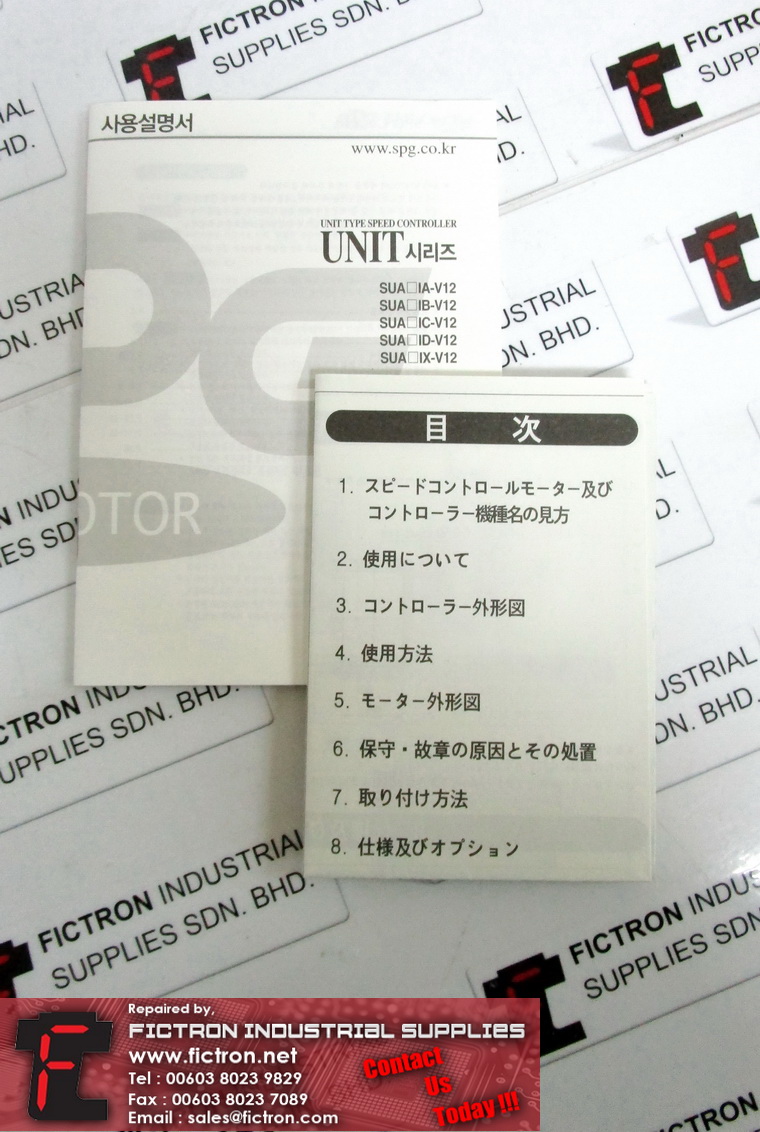 FICTRON
SUPPLIES SDN. BHD.
사용설명서
www.spg.co.kr
UNIT TYPE SPEED CONTROLLER
UNIT시리즈
SUA□IA-V12
SUA□IB-V12
SUA□IC-V12
SUA□ID-V12
SUA□IX-V12
目 次
1. スピードコントロールモーター及び
コントローラー機種名の見方
2. 使用について
3. コントローラー外形図
4. 使用方法
5. モーター外形図
6. 保守・故章の原因とその処置
7. 取り付け方法
8. 仕様及びオプション
FICTRON INDUSTRIAL
SUPPLIES SDN. BHD.
Repaired by,
FICTRON INDUSTRIAL SUPPLIES
www.fictron.net
Tel : 00603 8023 9829
Fax : 00603 8023 7089
Email : sales@fictron.com
Contact
Us
Today !!!